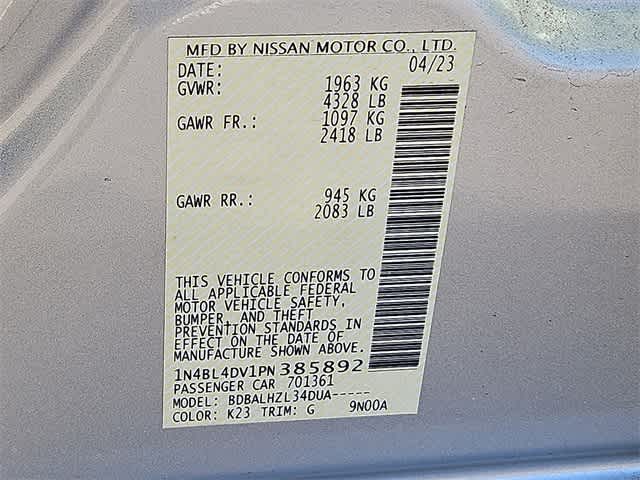 MFD BY NISSAN MOTOR CO., LTD.
DATE: 04/23
GVWR: 1963 KG
4328 LB
GAWR FR.: 1097 KG
2418 LB
GAWR RR.: 945 KG
2083 LB
THIS VEHICLE CONFORMS TO
ALL APPLICABLE FEDERAL
MOTOR VEHICLE SAFETY,
BUMPER, AND THEFT
PREVENTION STANDARDS IN
EFFECT ON THE DATE OF
MANUFACTURE SHOWN ABOVE.
1N4BL4DV1PN385892
PASSENGER CAR 701361
MODEL: BDBALHZL34DUA-----
COLOR: K23 TRIM: G 9N00A